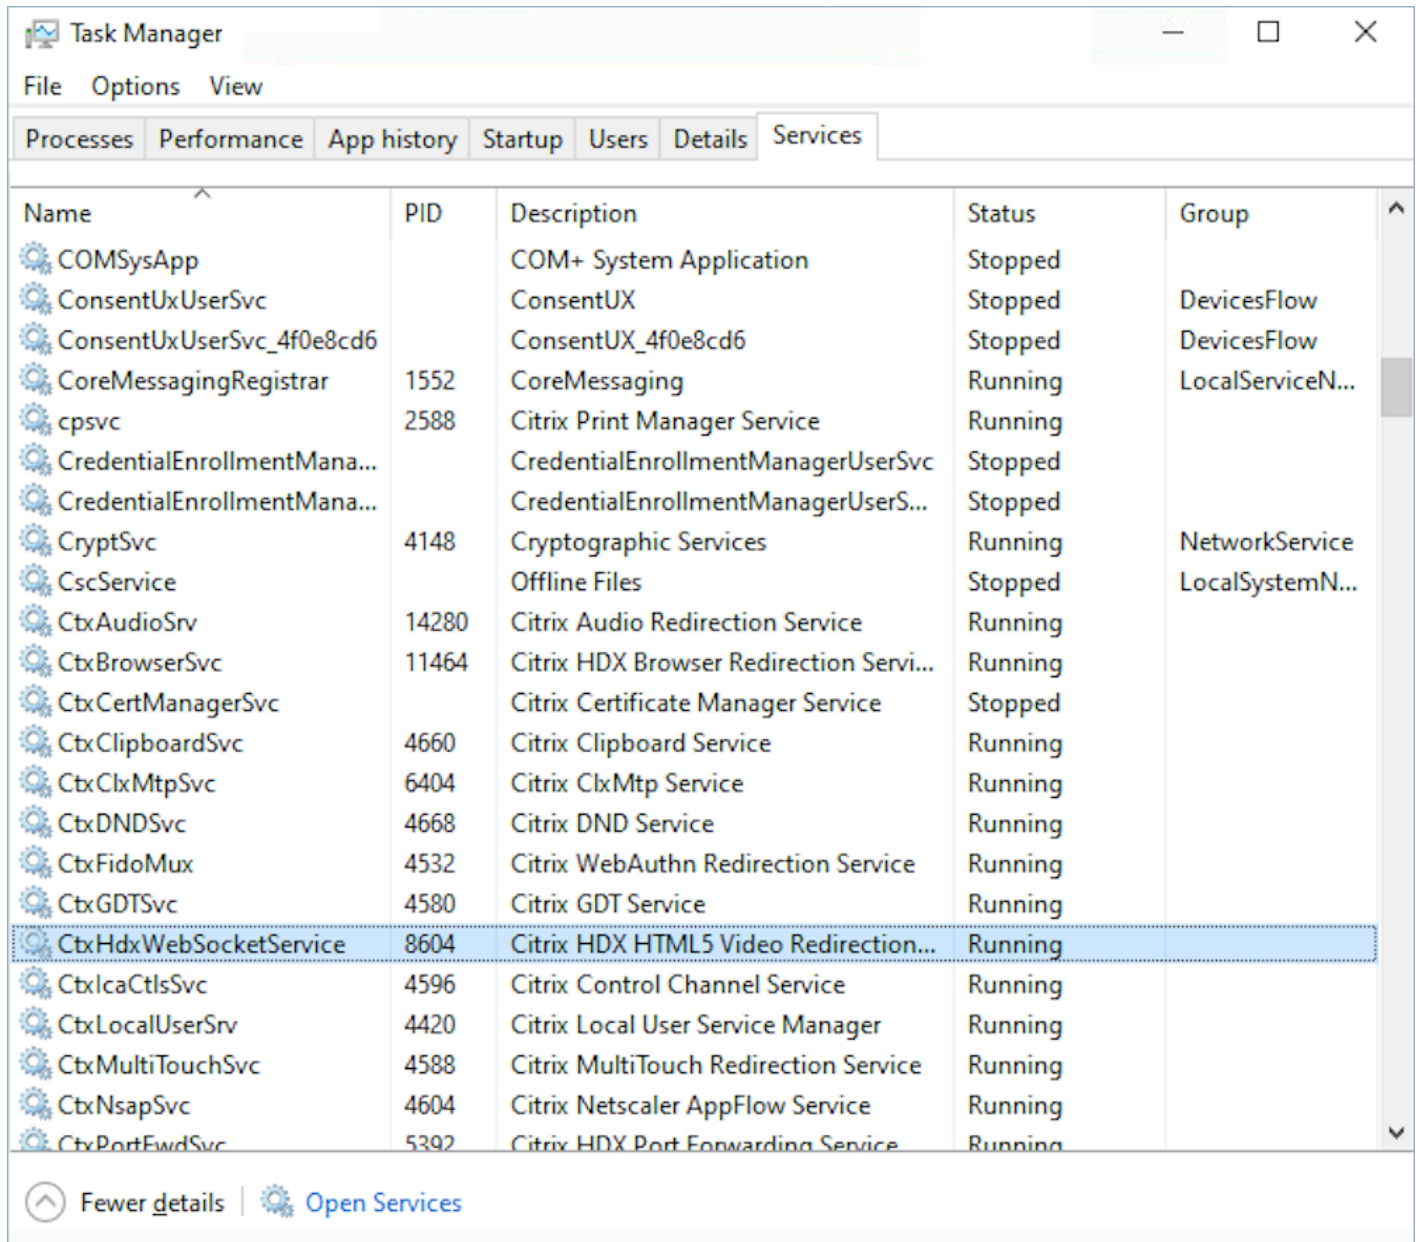 Task Manager
File Options View
Processes Performance App history Startup Users Details Services
Name PID Description Status Group
COMSysApp COM+ System Application Stopped
ConsentUxUserSvc ConsentUX Stopped DevicesFlow
ConsentUxUserSvc_4f0e8cd6 ConsentUX_4f0e8cd6 Stopped DevicesFlow
CoreMessagingRegistrar 1552 CoreMessaging Running LocalServiceN...
cpsvc 2588 Citrix Print Manager Service Running
CredentialEnrollmentMana... CredentialEnrollmentManagerUserSvc Stopped
CredentialEnrollmentMana... CredentialEnrollmentManagerUserS... Stopped
CryptSvc 4148 Cryptographic Services Running NetworkService
CscService Offline Files Stopped LocalSystemN...
CtxAudioSrv 14280 Citrix Audio Redirection Service Running
CtxBrowserSvc 11464 Citrix HDX Browser Redirection Servi... Running
CtxCertManagerSvc Citrix Certificate Manager Service Stopped
CtxClipboardSvc 4660 Citrix Clipboard Service Running
CtxClxMtpSvc 6404 Citrix ClxMtp Service Running
CtxDNDSvc 4668 Citrix DND Service Running
CtxFidoMux 4532 Citrix WebAuthn Redirection Service Running
CtxGDTSvc 4580 Citrix GDT Service Running
CtxHdxWebSocketService 8604 Citrix HDX HTML5 Video Redirection... Running
CtxIcaCtlsSvc 4596 Citrix Control Channel Service Running
CtxLocalUserSrv 4420 Citrix Local User Service Manager Running
CtxMultiTouchSvc 4588 Citrix MultiTouch Redirection Service Running
CtxNsapSvc 4604 Citrix Netscaler AppFlow Service Running
CtxPortFwdSvc 5392 Citrix HDX Port Forwarding Service Running
Fewer details Open Services